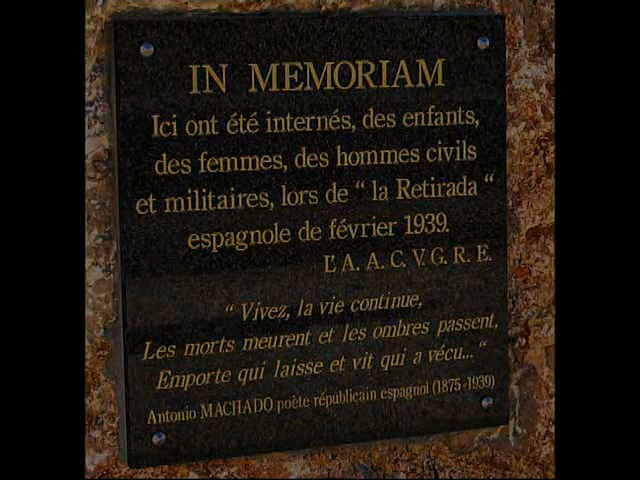 IN MEMORIAM
Ici ont été internés, des enfants,
des femmes, des hommes civils
et militaires, lors de “ la Retirada “
espagnole de février 1939.
L'A. A. C. V. G. R. E.
“ Vivez, la vie continue,
Les morts meurent et les ombres passent,
Emporte qui laisse et vit qui a vécu... “
Antonio MACHADO poète républicain espagnol (1875-1939)